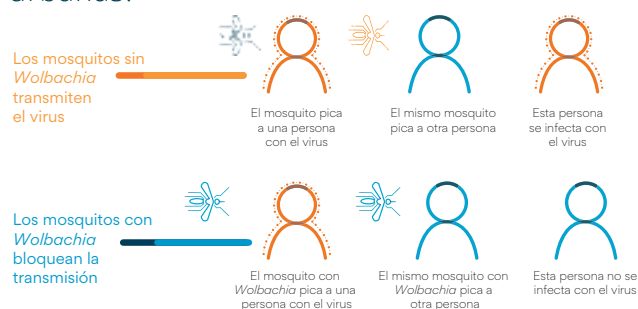 Los mosquitos sin
Wolbachia
transmiten
el virus
El mosquito pica
a una persona
con el virus
El mismo mosquito
pica a otra persona
Esta persona
se infecta con
el virus
Los mosquitos con
Wolbachia
bloquean la
transmisión
El mosquito con
Wolbachia pica a una
persona con el virus
El mismo mosquito con
Wolbachia pica a
otra persona
Esta persona no se
infecta con el virus